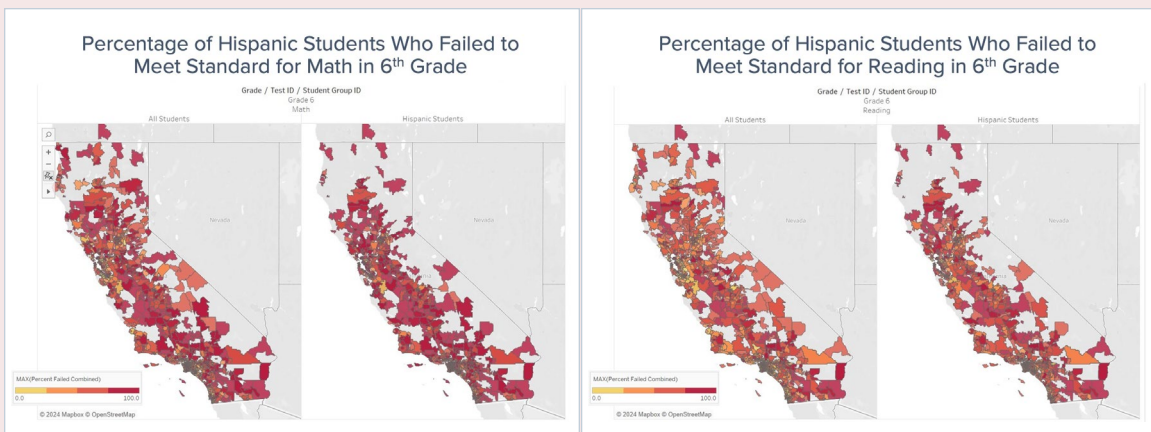 Percentage of Hispanic Students Who Failed to
Meet Standard for Math in 6th Grade
Grade / Test ID / Student Group ID
Grade 6
Math
All Students
Hispanic Students
Nevada
Nevada
MAX(Percent Failed Combined)
0.0
100.0
© 2024 Mapbox © OpenStreetMap
Percentage of Hispanic Students Who Failed to
Meet Standard for Reading in 6th Grade
Grade / Test ID / Student Group ID
Grade 6
Reading
All Students
Hispanic Students
Nevada
Nevada
MAX(Percent Failed Combined)
0.0
100.0
© 2024 Mapbox © OpenStreetMap